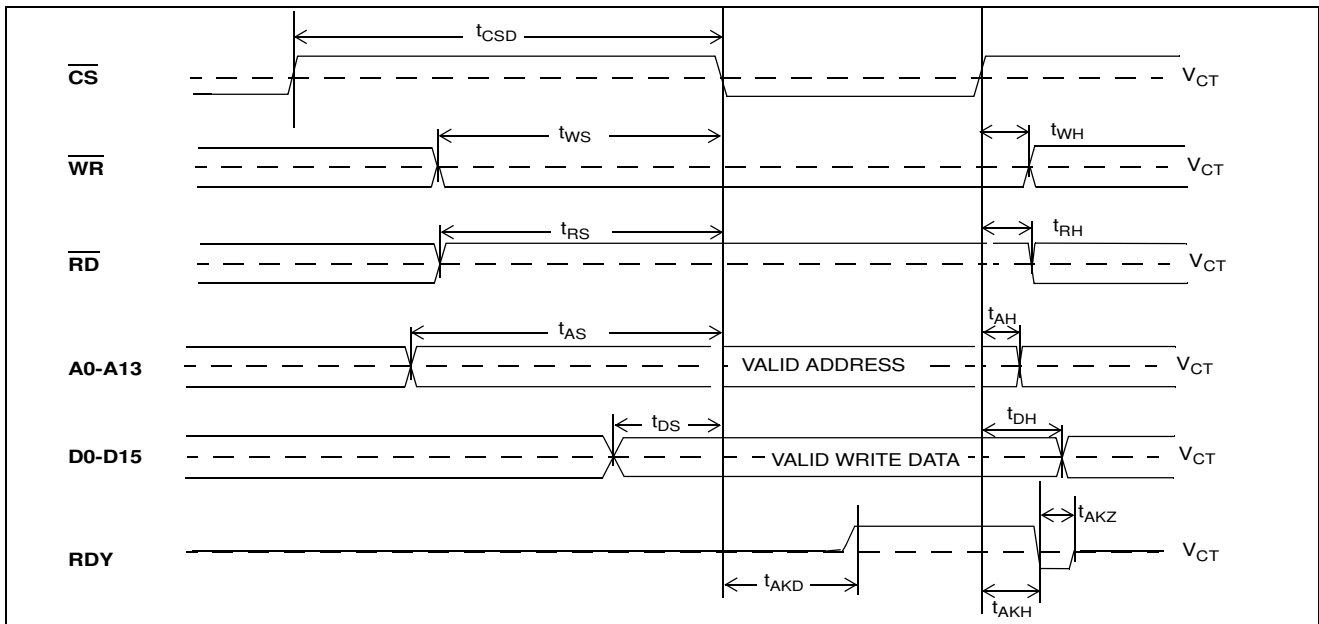 tCSD
CS VCT
tWS tWH
WR VCT
tRS tRH
RD VCT
tAS tAH
A0-A13 VALID ADDRESS VCT
tDS tDH
D0-D15 VALID WRITE DATA VCT
tAKZ
RDY VCT
tAKD tAKH